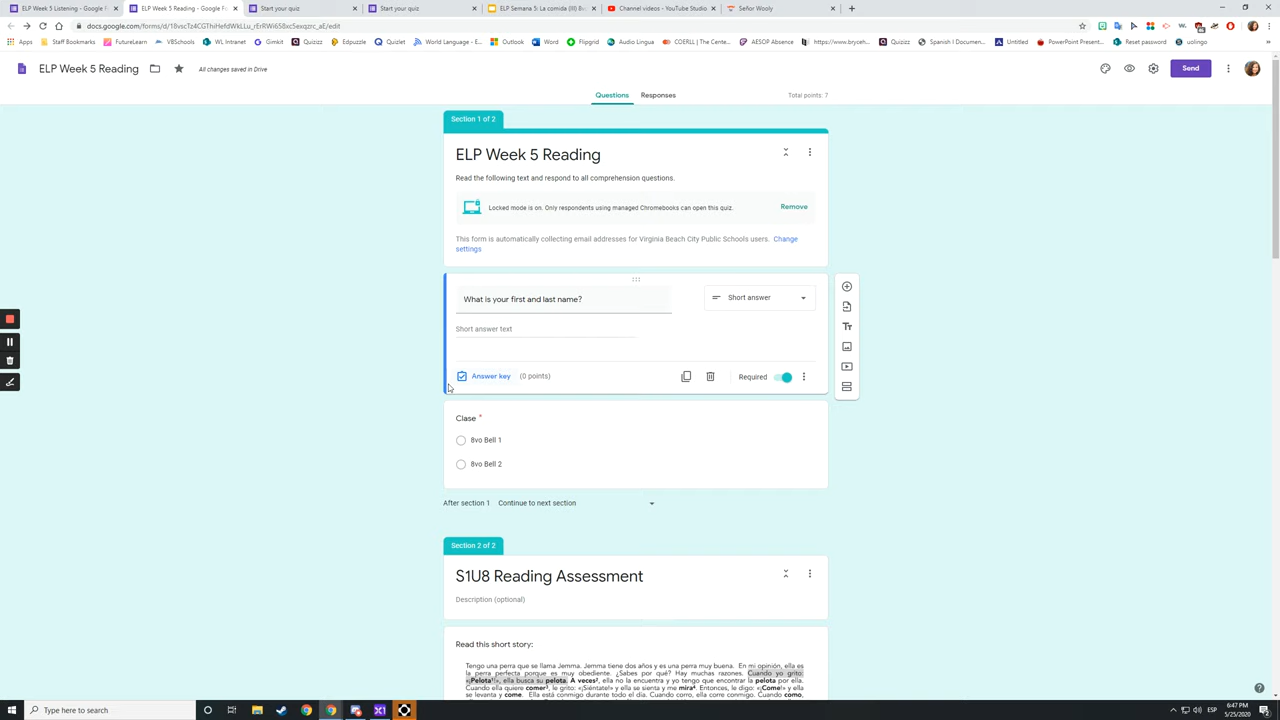 ELP Week 5 Listening - Google F
ELP Week 5 Reading - Google Fo
Start your quiz
Start your quiz
ELP Semana 5: La comida (III) B
Channel videos - YouTube Studio
Señor Wooly
docs.google.com/forms/d/
Apps
Staff Bookmarks
FutureLearn
VBSchools
WL Intranet
Gimkit
Quizizz
Edpuzzle
Quizlet
World Language - E...
Outlook
Word
Flipgrid
Audio Lingua
COERLL | The Cente...
AESOP Absence
https://www.bryceh...
Quizizz
Spanish I Documen...
Untitled
PowerPoint Present...
Reset password
uolingo
ELP Week 5 Reading
All changes saved in Drive
Send
Questions
Responses
Total points: 7
Section 1 of 2
ELP Week 5 Reading
Read the following text and respond to all comprehension questions.
Locked mode is on. Only respondents using managed Chromebooks can open this quiz.
Remove
This form is automatically collecting email addresses for Virginia Beach City Public Schools users. Change
settings
What is your first and last name?
Short answer
Short answer text
Answer key (0 points)
Required
Clase *
8vo Bell 1
8vo Bell 2
After section 1 Continue to next section
Section 2 of 2
S1U8 Reading Assessment
Description (optional)
Read this short story:
Tengo una perra que se llama Jemma. Jemma tiene dos años y es una perra muy buena. En mi opinión, ella es
la perra perfecta porque es muy obediente. ¿Sabes por qué? Hay muchas razones. Cuando yo grito:
«¡Pelota¹!», ella busca su pelota. A veces², ella no la encuentra y yo tengo que encontrar la pelota por ella.
Cuando ella quiere comer³, le grito: «¡Siéntate!» y ella se sienta y me mira⁴. Entonces, le digo: «¡Come!» y ella
se levanta y come. Ella está conmigo durante todo el día. Cuando corro, ella corre conmigo. Cuando como,
Type here to search
ESP
6:47 PM
5/25/2020